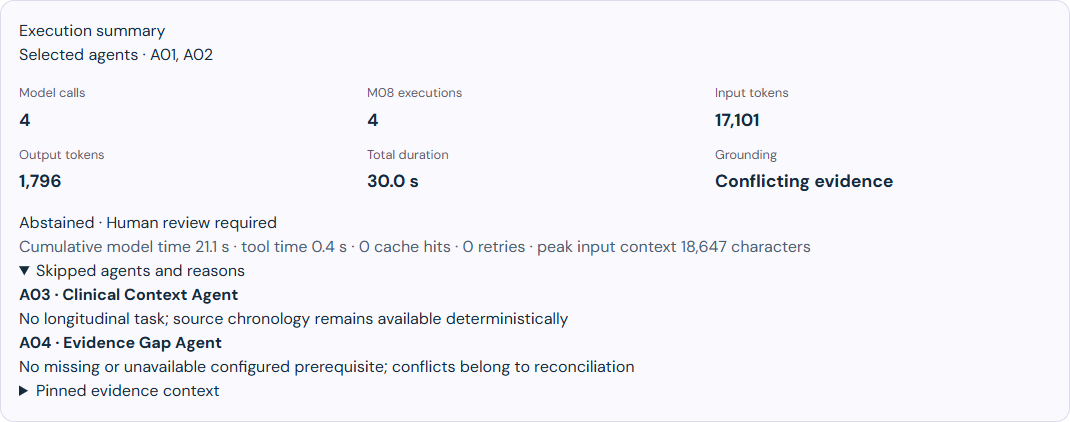 Execution summary
Selected agents · A01, A02
Model calls
M08 executions
Input tokens
4
4
17,101
Output tokens
Total duration
Grounding
1,796
30.0 s
Conflicting evidence
Abstained · Human review required
Cumulative model time 21.1 s · tool time 0.4 s · 0 cache hits · 0 retries · peak input context 18,647 characters
▼ Skipped agents and reasons
A03 · Clinical Context Agent
No longitudinal task; source chronology remains available deterministically
A04 · Evidence Gap Agent
No missing or unavailable configured prerequisite; conflicts belong to reconciliation
▶ Pinned evidence context